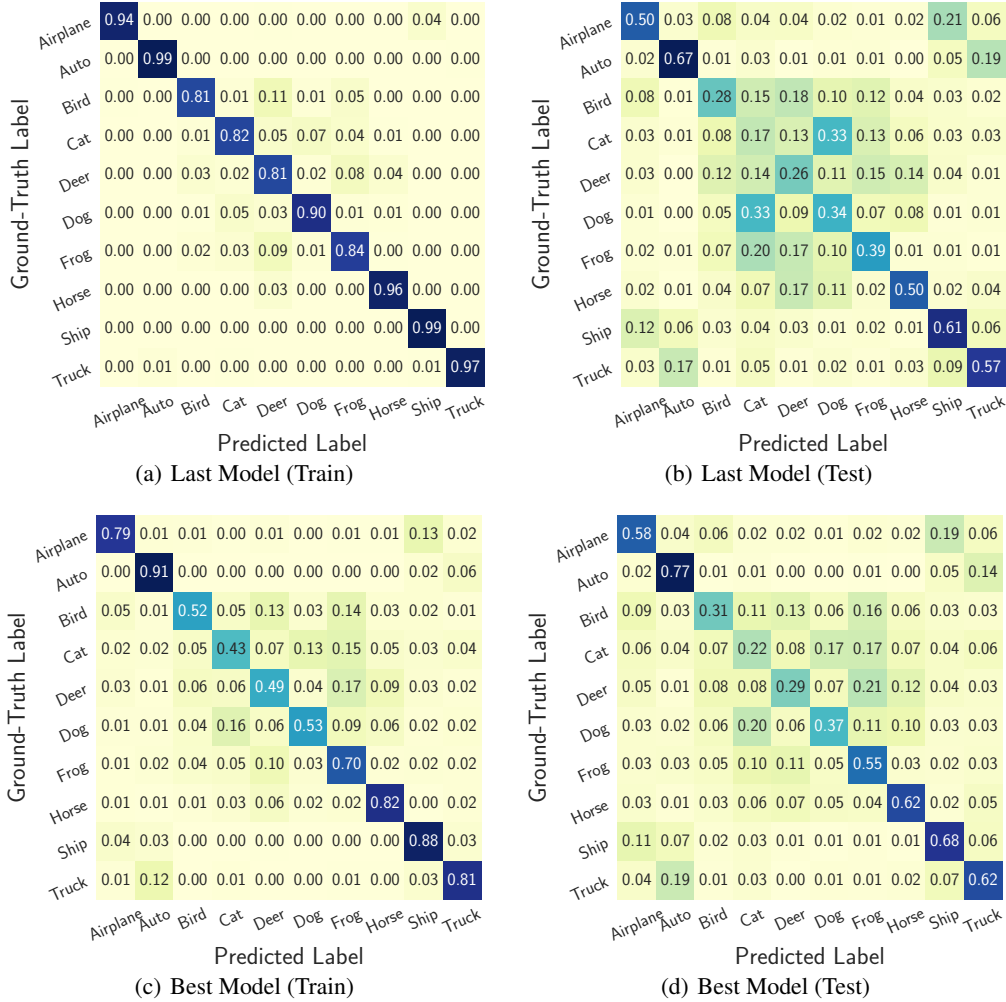 Ground-Truth Label
Airplane 0.94 0.00 0.00 0.00 0.00 0.00 0.00 0.00 0.04 0.00
Auto 0.00 0.99 0.00 0.00 0.00 0.00 0.00 0.00 0.00 0.00
Bird 0.00 0.00 0.81 0.01 0.11 0.01 0.05 0.00 0.00 0.00
Cat 0.00 0.00 0.01 0.82 0.05 0.07 0.04 0.01 0.00 0.00
Deer 0.00 0.00 0.03 0.02 0.81 0.02 0.08 0.04 0.00 0.00
Dog 0.00 0.00 0.01 0.05 0.03 0.90 0.01 0.01 0.00 0.00
Frog 0.00 0.00 0.02 0.03 0.09 0.01 0.84 0.00 0.00 0.00
Horse 0.00 0.00 0.00 0.00 0.03 0.00 0.00 0.96 0.00 0.00
Ship 0.00 0.00 0.00 0.00 0.00 0.00 0.00 0.00 0.99 0.00
Truck 0.00 0.01 0.00 0.00 0.00 0.00 0.00 0.00 0.01 0.97
Airplane Auto Bird Cat Deer Dog Frog Horse Ship Truck
Predicted Label
(a) Last Model (Train)
Ground-Truth Label
Airplane 0.50 0.03 0.08 0.04 0.04 0.02 0.01 0.02 0.21 0.06
Auto 0.02 0.67 0.01 0.03 0.01 0.01 0.01 0.00 0.05 0.19
Bird 0.08 0.01 0.28 0.15 0.18 0.10 0.12 0.04 0.03 0.02
Cat 0.03 0.01 0.08 0.17 0.13 0.33 0.13 0.06 0.03 0.03
Deer 0.03 0.00 0.12 0.14 0.26 0.11 0.15 0.14 0.04 0.01
Dog 0.01 0.00 0.05 0.33 0.09 0.34 0.07 0.08 0.01 0.01
Frog 0.02 0.01 0.07 0.20 0.17 0.10 0.39 0.01 0.01 0.01
Horse 0.02 0.01 0.04 0.07 0.17 0.11 0.02 0.50 0.02 0.04
Ship 0.12 0.06 0.03 0.04 0.03 0.01 0.02 0.01 0.61 0.06
Truck 0.03 0.17 0.01 0.05 0.01 0.02 0.01 0.03 0.09 0.57
Airplane Auto Bird Cat Deer Dog Frog Horse Ship Truck
Predicted Label
(b) Last Model (Test)
Ground-Truth Label
Airplane 0.79 0.01 0.01 0.00 0.01 0.00 0.01 0.01 0.13 0.02
Auto 0.00 0.91 0.00 0.00 0.00 0.00 0.00 0.00 0.02 0.06
Bird 0.05 0.01 0.52 0.05 0.13 0.03 0.14 0.03 0.02 0.01
Cat 0.02 0.02 0.05 0.43 0.07 0.13 0.15 0.05 0.03 0.04
Deer 0.03 0.01 0.06 0.06 0.49 0.04 0.17 0.09 0.03 0.02
Dog 0.01 0.01 0.04 0.16 0.06 0.53 0.09 0.06 0.02 0.02
Frog 0.01 0.02 0.04 0.05 0.10 0.03 0.70 0.02 0.02 0.02
Horse 0.01 0.01 0.01 0.03 0.06 0.02 0.02 0.82 0.00 0.02
Ship 0.04 0.03 0.00 0.00 0.00 0.00 0.01 0.00 0.88 0.03
Truck 0.01 0.12 0.00 0.01 0.00 0.00 0.01 0.00 0.03 0.81
Airplane Auto Bird Cat Deer Dog Frog Horse Ship Truck
Predicted Label
(c) Best Model (Train)
Ground-Truth Label
Airplane 0.58 0.04 0.06 0.02 0.02 0.01 0.02 0.02 0.19 0.06
Auto 0.02 0.77 0.01 0.01 0.00 0.00 0.01 0.00 0.05 0.14
Bird 0.09 0.03 0.31 0.11 0.13 0.06 0.16 0.06 0.03 0.03
Cat 0.06 0.04 0.07 0.22 0.08 0.17 0.17 0.07 0.04 0.06
Deer 0.05 0.01 0.08 0.08 0.29 0.07 0.21 0.12 0.04 0.03
Dog 0.03 0.02 0.06 0.20 0.06 0.37 0.11 0.10 0.03 0.03
Frog 0.03 0.03 0.05 0.10 0.11 0.05 0.55 0.03 0.02 0.03
Horse 0.03 0.01 0.03 0.06 0.07 0.05 0.04 0.62 0.02 0.05
Ship 0.11 0.07 0.02 0.03 0.01 0.01 0.01 0.01 0.68 0.06
Truck 0.04 0.19 0.01 0.03 0.00 0.01 0.01 0.02 0.07 0.62
Airplane Auto Bird Cat Deer Dog Frog Horse Ship Truck
Predicted Label
(d) Best Model (Test)